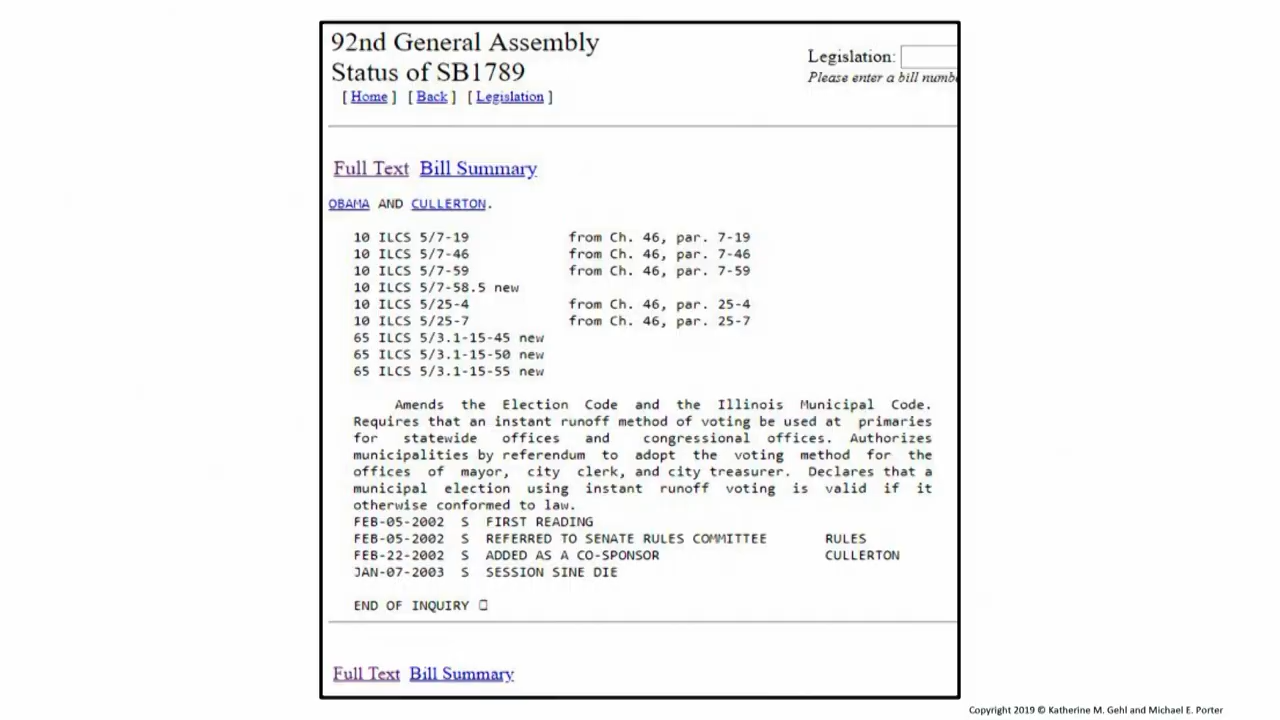 92nd General Assembly
Status of SB1789
[ Home ] [ Back ] [ Legislation ]
Legislation:
Please enter a bill numbe
Full Text Bill Summary
OBAMA AND CULLERTON.
10 ILCS 5/7-19 from Ch. 46, par. 7-19
10 ILCS 5/7-46 from Ch. 46, par. 7-46
10 ILCS 5/7-59 from Ch. 46, par. 7-59
10 ILCS 5/7-58.5 new
10 ILCS 5/25-4 from Ch. 46, par. 25-4
10 ILCS 5/25-7 from Ch. 46, par. 25-7
65 ILCS 5/3.1-15-45 new
65 ILCS 5/3.1-15-50 new
65 ILCS 5/3.1-15-55 new
Amends the Election Code and the Illinois Municipal Code.
Requires that an instant runoff method of voting be used at primaries
for statewide offices and congressional offices. Authorizes
municipalities by referendum to adopt the voting method for the
offices of mayor, city clerk, and city treasurer. Declares that a
municipal election using instant runoff voting is valid if it
otherwise conformed to law.
FEB-05-2002 S FIRST READING
FEB-05-2002 S REFERRED TO SENATE RULES COMMITTEE RULES
FEB-22-2002 S ADDED AS A CO-SPONSOR CULLERTON
JAN-07-2003 S SESSION SINE DIE
END OF INQUIRY
Full Text Bill Summary
Copyright 2019 © Katherine M. Gehl and Michael E. Porter